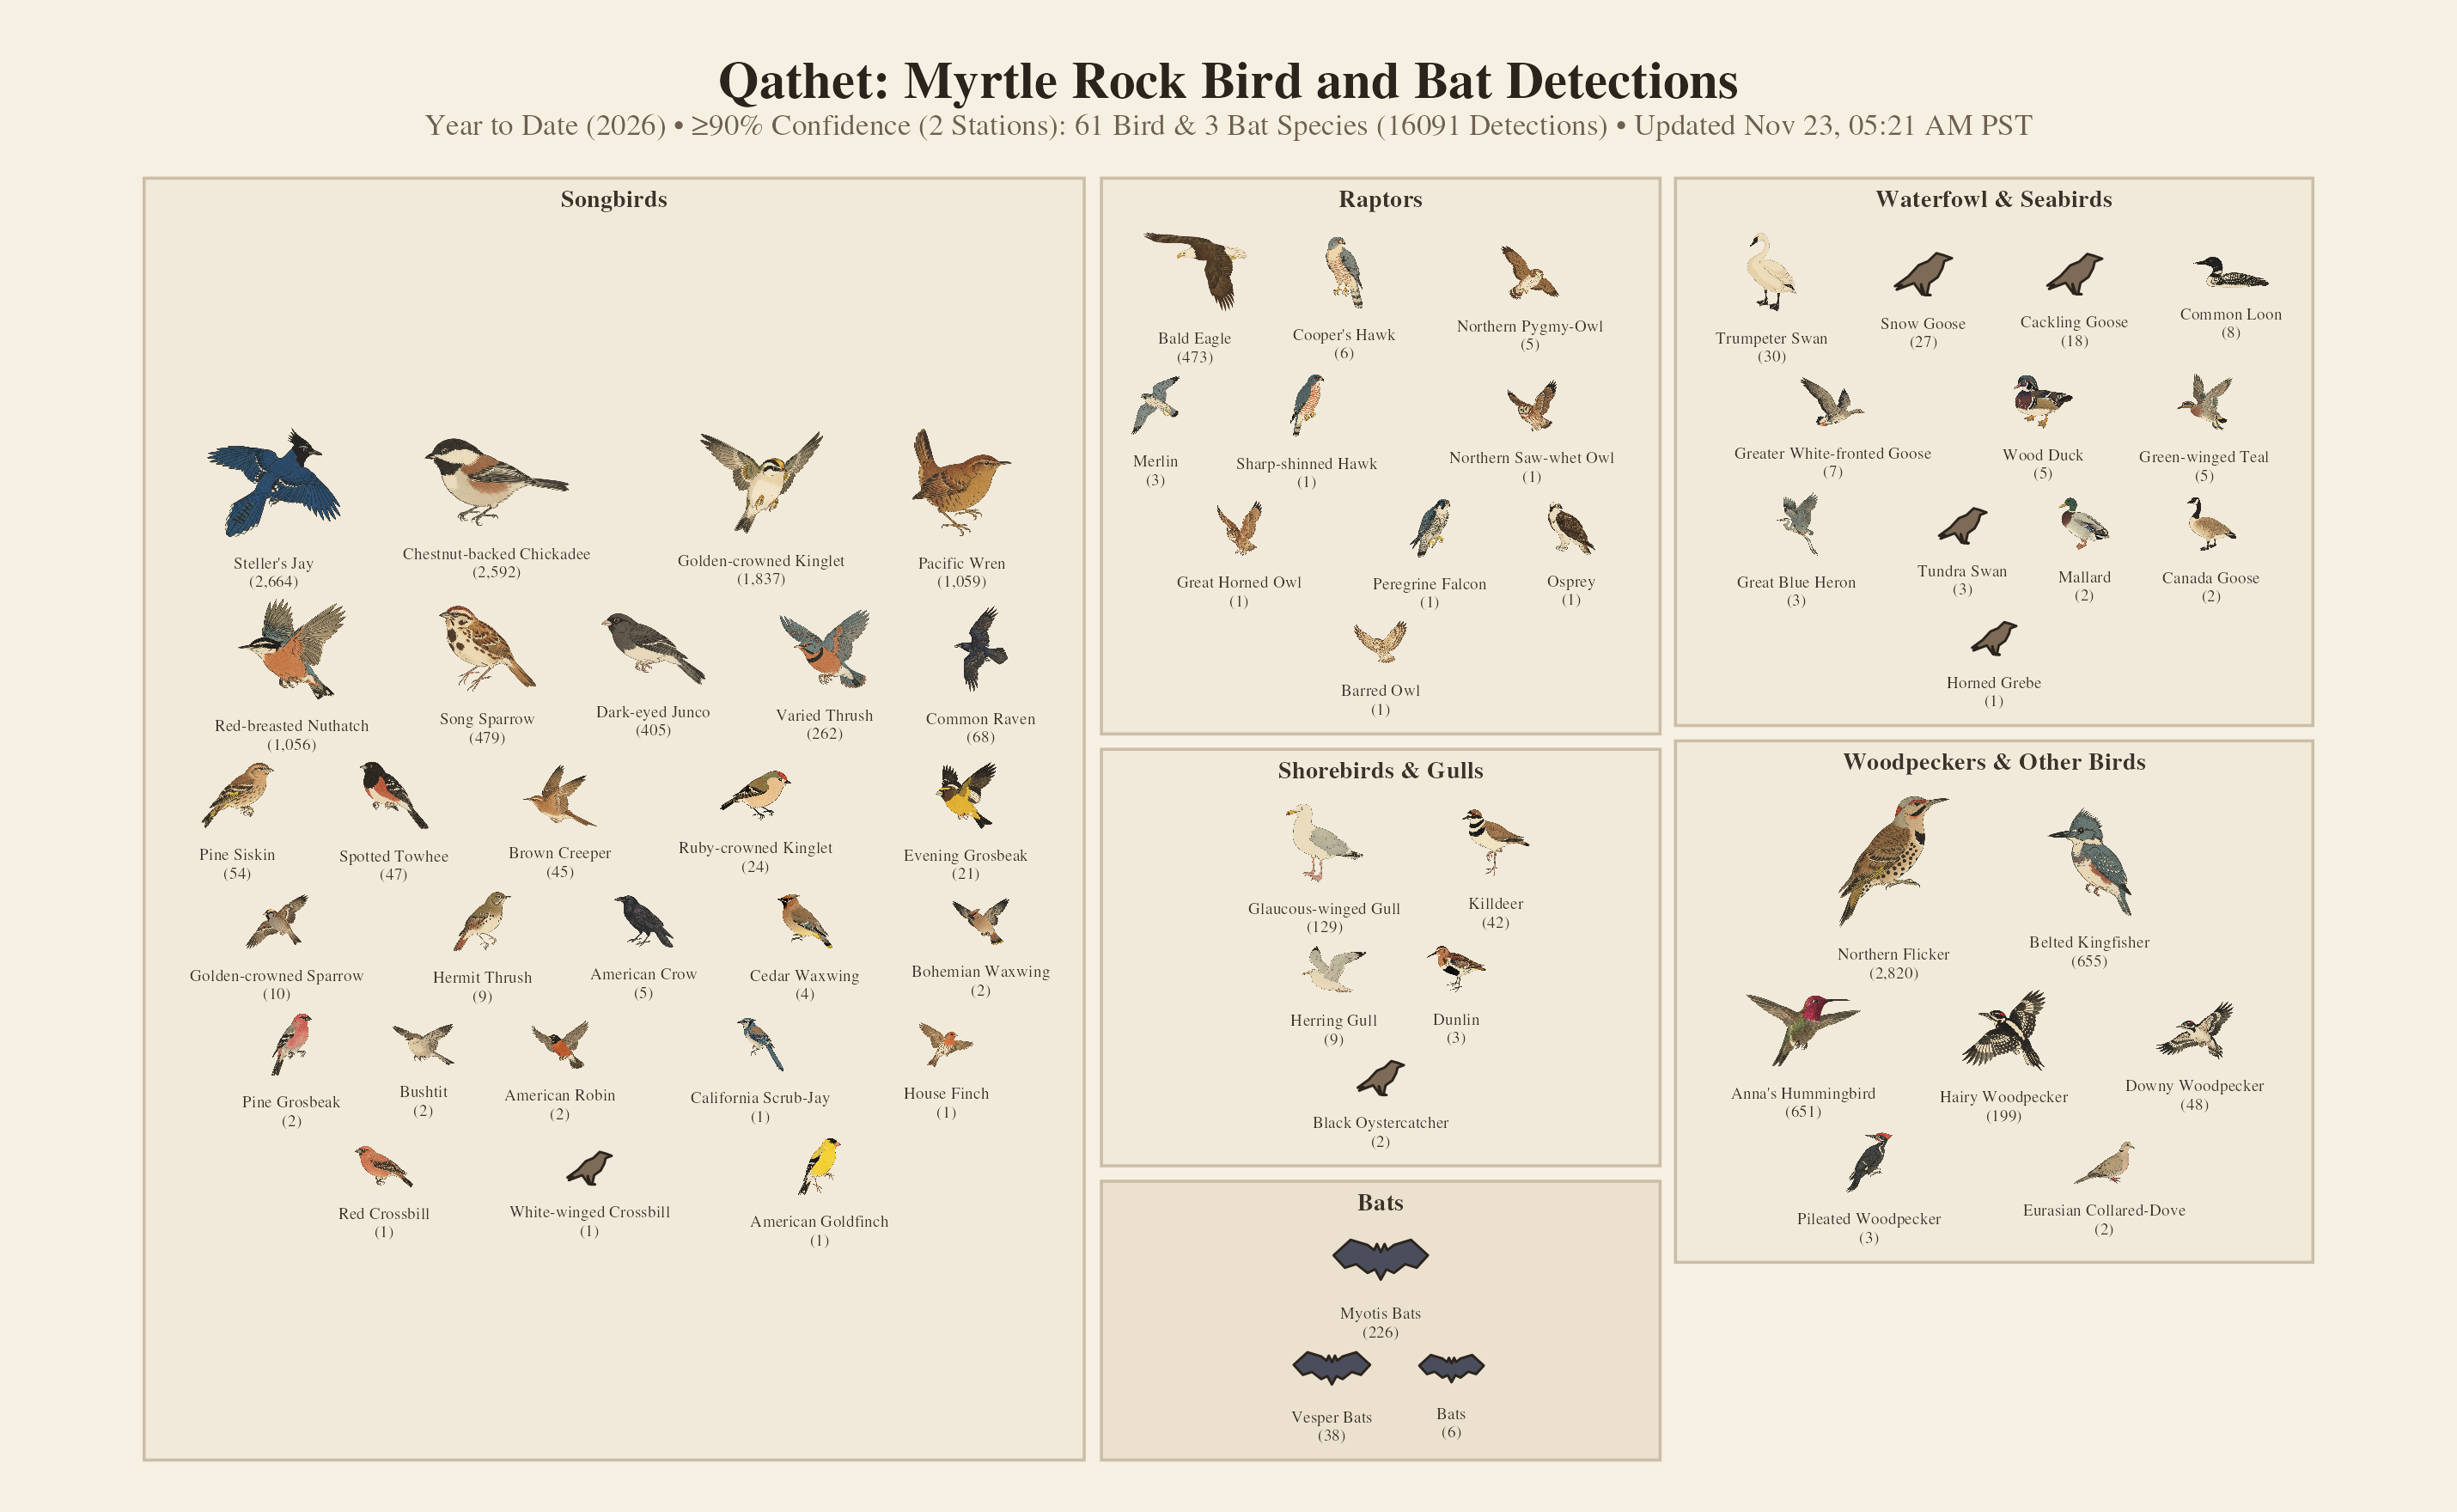 Qathet: Myrtle Rock Bird and Bat Detections
Year to Date (2026) • ≥90% Confidence (2 Stations): 61 Bird & 3 Bat Species (16091 Detections) • Updated Nov 23, 05:21 AM PST
Songbirds
Steller's Jay
(2,664)
Chestnut-backed Chickadee
(2,592)
Golden-crowned Kinglet
(1,837)
Pacific Wren
(1,059)
Red-breasted Nuthatch
(1,056)
Song Sparrow
(479)
Dark-eyed Junco
(405)
Varied Thrush
(262)
Common Raven
(68)
Pine Siskin
(54)
Spotted Towhee
(47)
Brown Creeper
(45)
Ruby-crowned Kinglet
(24)
Evening Grosbeak
(21)
Golden-crowned Sparrow
(10)
Hermit Thrush
(9)
American Crow
(5)
Cedar Waxwing
(4)
Bohemian Waxwing
(2)
Pine Grosbeak
(2)
Bushtit
(2)
American Robin
(2)
California Scrub-Jay
(1)
House Finch
(1)
Red Crossbill
(1)
White-winged Crossbill
(1)
American Goldfinch
(1)
Raptors
Bald Eagle
(473)
Cooper's Hawk
(6)
Northern Pygmy-Owl
(5)
Merlin
(3)
Sharp-shinned Hawk
(1)
Northern Saw-whet Owl
(1)
Great Horned Owl
(1)
Peregrine Falcon
(1)
Osprey
(1)
Barred Owl
(1)
Shorebirds & Gulls
Glaucous-winged Gull
(129)
Killdeer
(42)
Herring Gull
(9)
Dunlin
(3)
Black Oystercatcher
(2)
Bats
Myotis Bats
(226)
Vesper Bats
(38)
Bats
(6)
Waterfowl & Seabirds
Trumpeter Swan
(30)
Snow Goose
(27)
Cackling Goose
(18)
Common Loon
(8)
Greater White-fronted Goose
(7)
Wood Duck
(5)
Green-winged Teal
(5)
Great Blue Heron
(3)
Tundra Swan
(3)
Mallard
(2)
Canada Goose
(2)
Horned Grebe
(1)
Woodpeckers & Other Birds
Northern Flicker
(2,820)
Belted Kingfisher
(655)
Anna's Hummingbird
(651)
Hairy Woodpecker
(199)
Downy Woodpecker
(48)
Pileated Woodpecker
(3)
Eurasian Collared-Dove
(2)